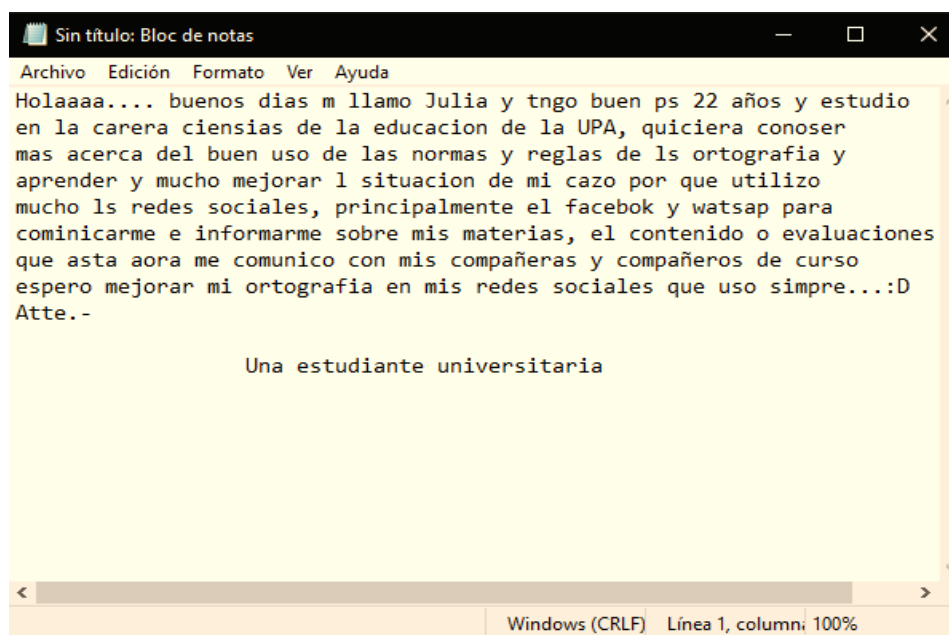 Sin título: Bloc de notas
Archivo Edición Formato Ver Ayuda
Holaaaa.... buenos dias m llamo Julia y tngo buen ps 22 años y estudio
en la carera ciensias de la educacion de la UPA, quiciera conoser
mas acerca del buen uso de las normas y reglas de ls ortografia y
aprender y mucho mejorar l situacion de mi cazo por que utilizo
mucho ls redes sociales, principalmente el facebok y watsap para
cominicarme e informarme sobre mis materias, el contenido o evaluaciones
que asta aora me comunico con mis compañeras y compañeros de curso
espero mejorar mi ortografia en mis redes sociales que uso simpre...:D
Atte.-
Una estudiante universitaria
Windows (CRLF) Línea 1, column 100%